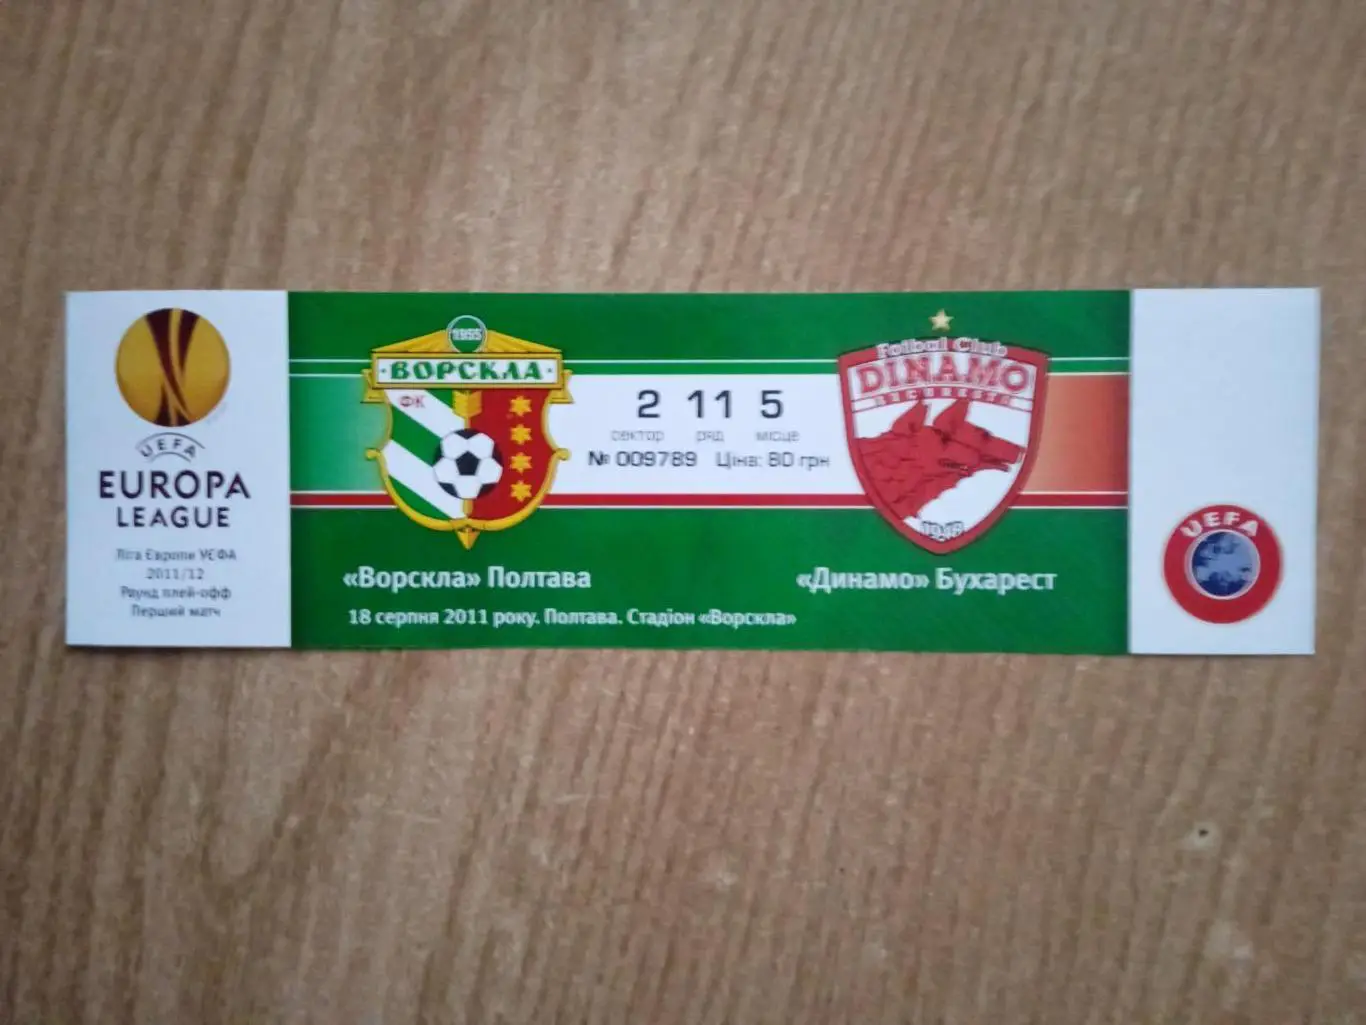 UEFA
EUROPA
LEAGUE
Ліга Європи УЄФА
2011/12
Раунд плей-офф
Перший матч
1955
ВОРСКЛА
ФК
2 11 5
сектор ряд місце
№ 009789 Ціна: 80 грн
Fotbal Club
DINAMO
BUCURESTI
1948
«Ворскла» Полтава
«Динамо» Бухарест
18 серпня 2011 року. Полтава. Стадіон «Ворскла»
UEFA